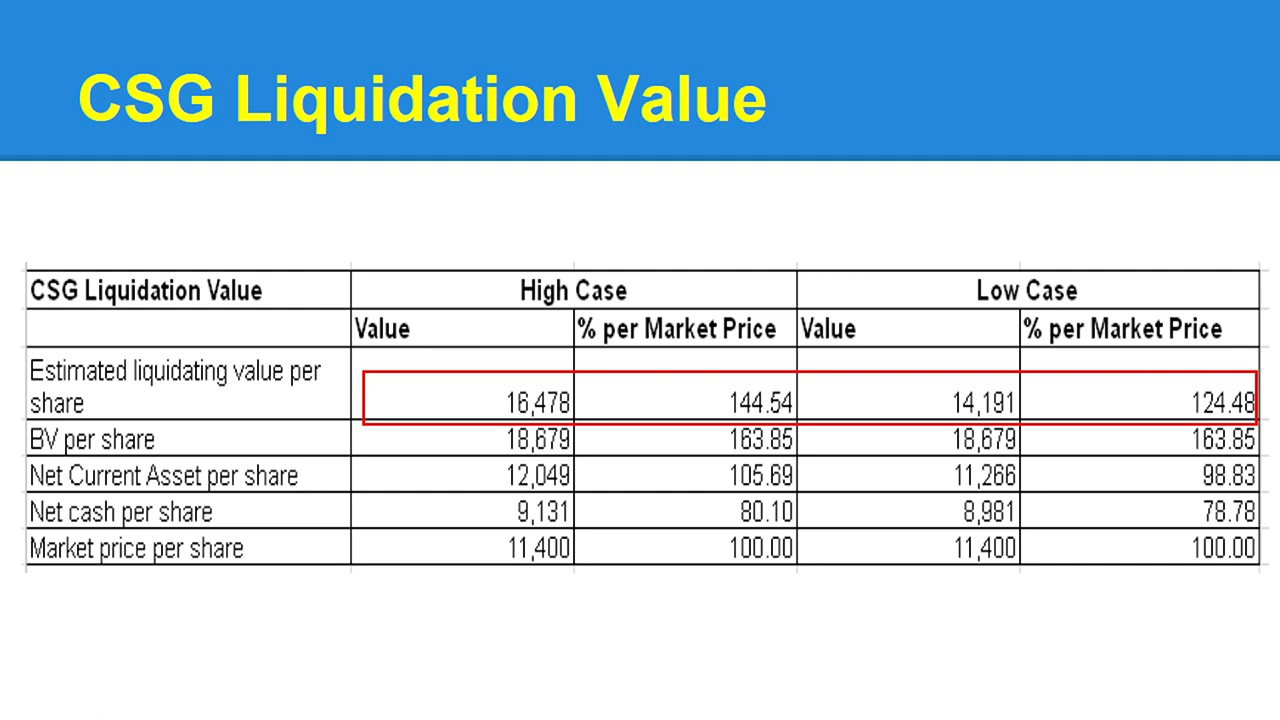 CSG Liquidation Value
CSG Liquidation Value High Case Low Case
Value % per Market Price Value % per Market Price
Estimated liquidating value per
share 16,478 144.54 14,191 124.48
BV per share 18,679 163.85 18,679 163.85
Net Current Asset per share 12,049 105.69 11,266 98.83
Net cash per share 9,131 80.10 8,981 78.78
Market price per share 11,400 100.00 11,400 100.00